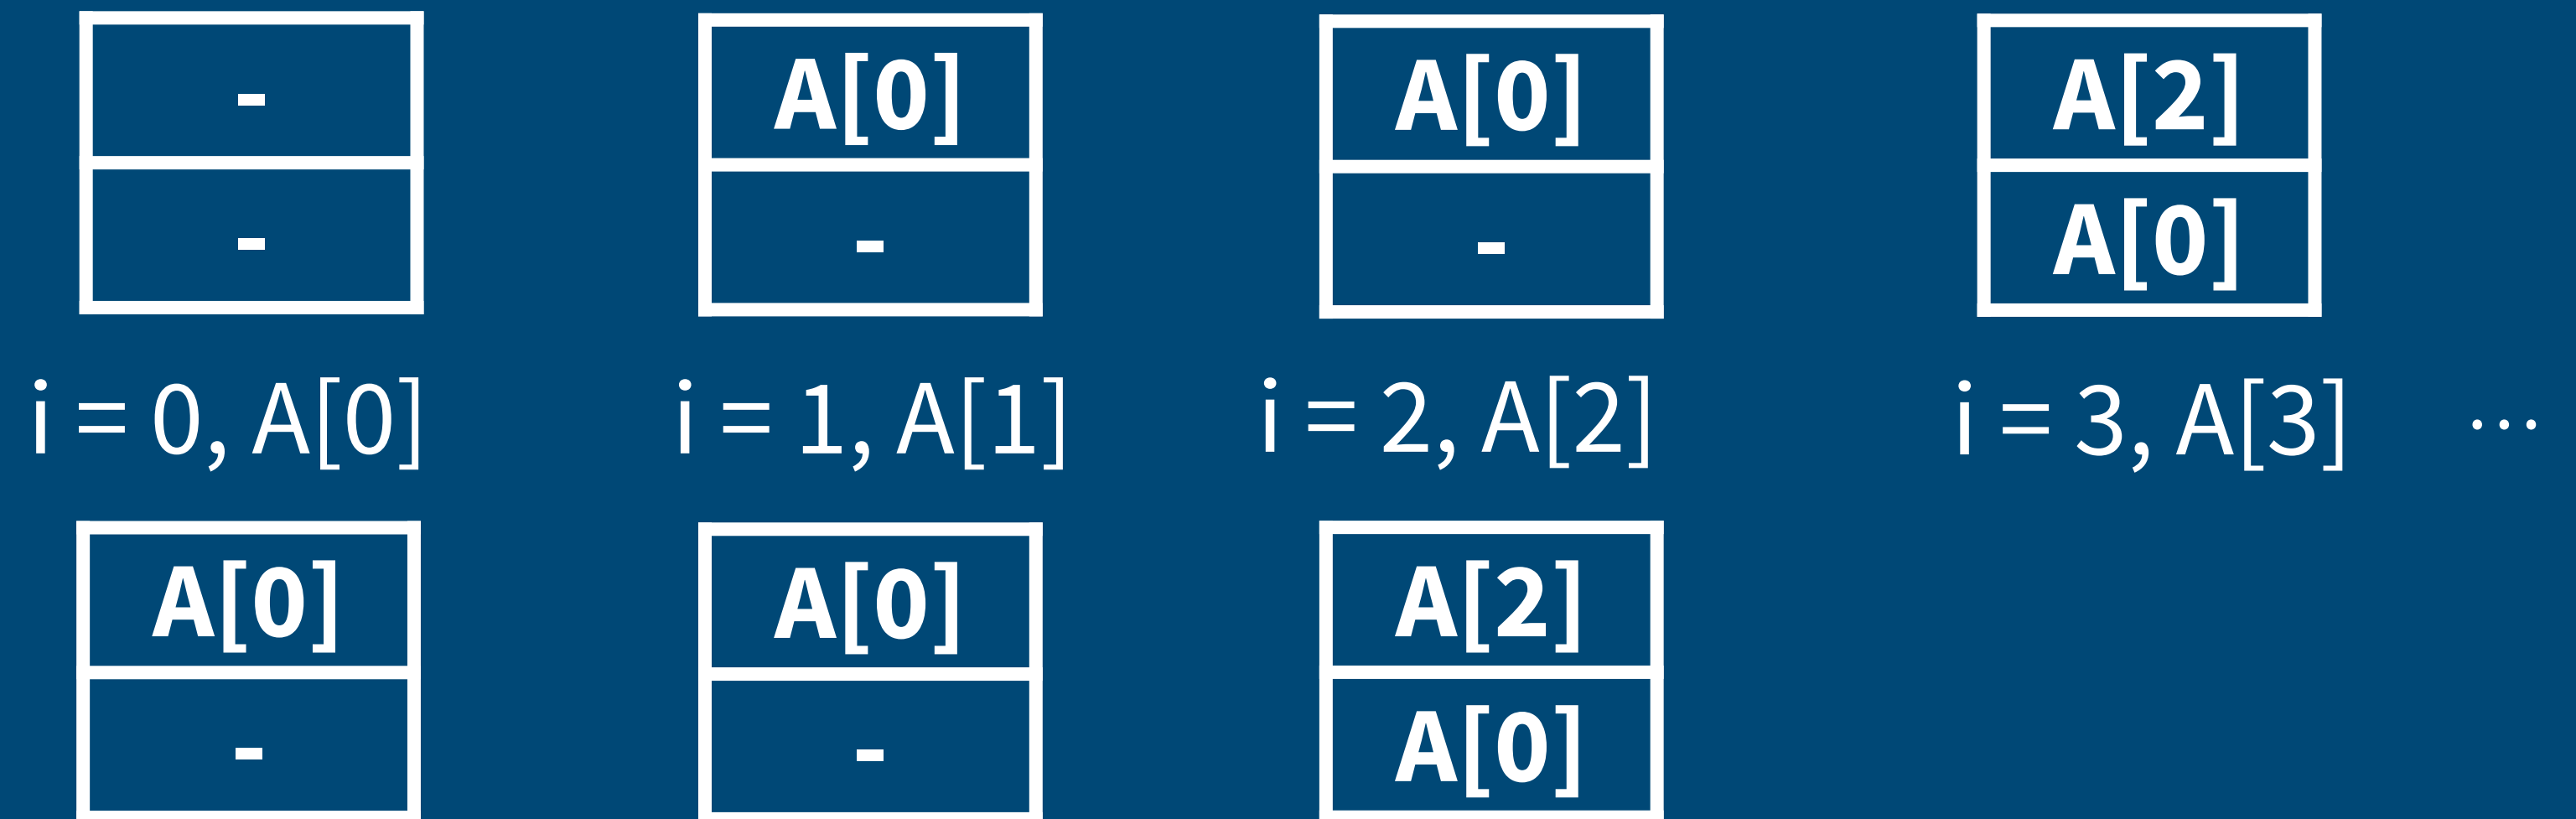 - A[0] A[0] A[2]
- - - A[0]
i = 0, A[0] i = 1, A[1] i = 2, A[2] i = 3, A[3] ...
A[0] A[0] A[2]
- - A[0]